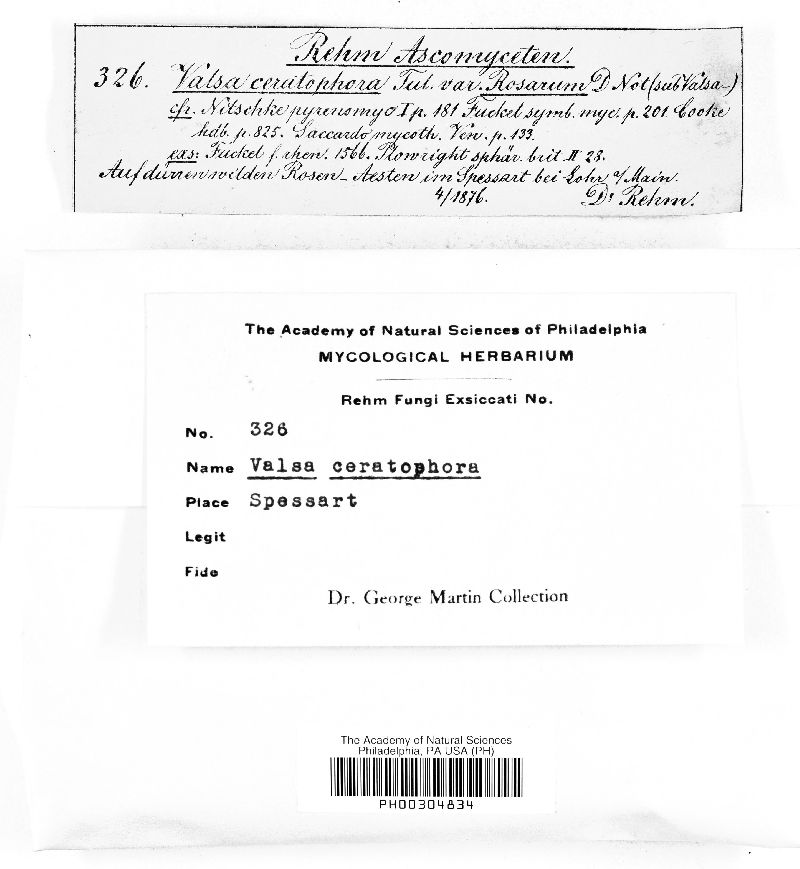 Rehm Ascomyceten.
326. Valsa ceratophora Tul. var. Rosarum D Not (sub Valsa-)
cfr. Nitschke pyrenomyc I p. 181 Fuckel symb. myc. p. 201. Cooke
hdb. p. 825. Saccardo mycoth. Ven. p. 133.
exs: Fuckel f. rhen. 1566. Plowright sphär. brit. II 28.
Auf dürren wilden Rosen-Aesten im Spessart bei Lohr a/Main.
4/1876. Dr Rehm.
The Academy of Natural Sciences of Philadelphia
MYCOLOGICAL HERBARIUM
Rehm Fungi Exsiccati No.
No. 326
Name Valsa ceratophora
Place Spessart
Legit
Fide
Dr. George Martin Collection
The Academy of Natural Sciences
Philadelphia, PA USA (PH)
PH00304834